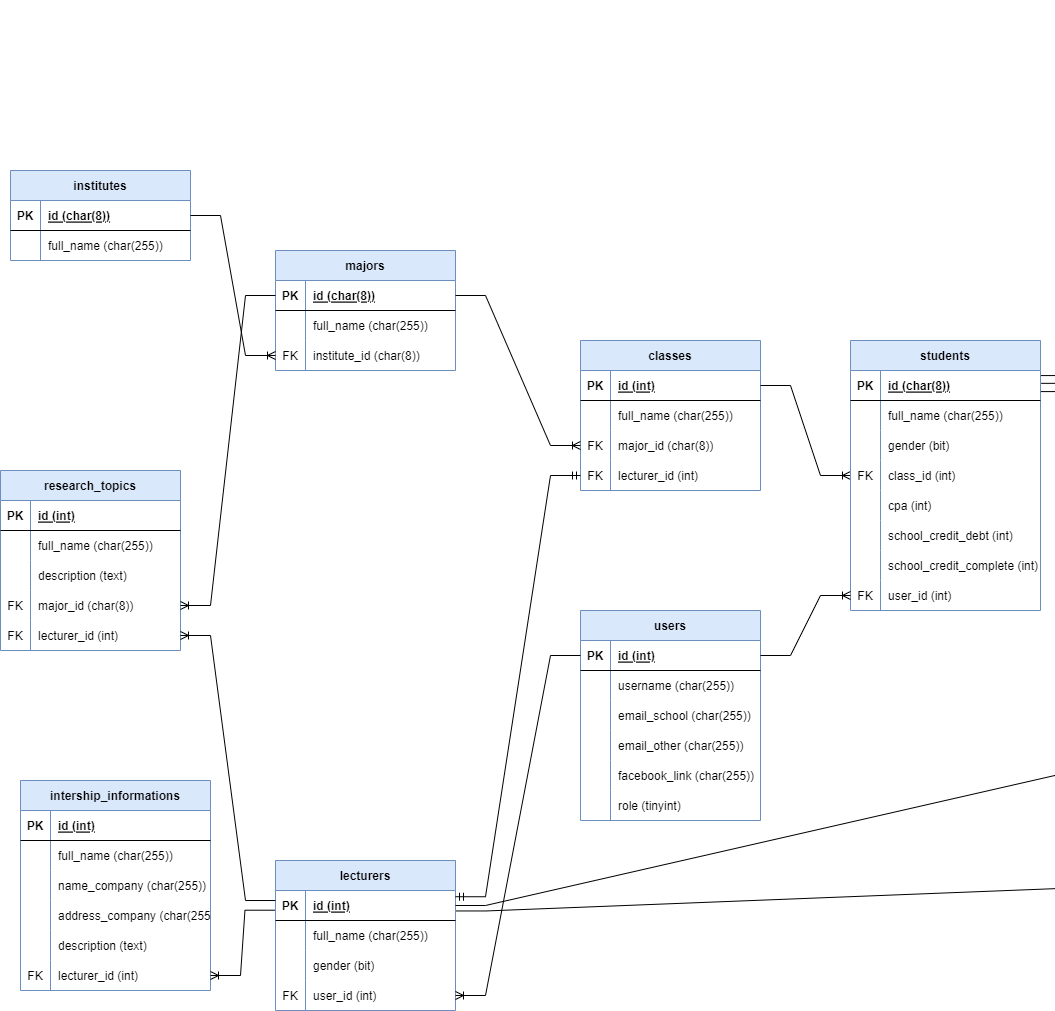 institutes
PK id (char(8))
full_name (char(255))
majors
PK id (char(8))
full_name (char(255))
FK institute_id (char(8))
classes
PK id (int)
full_name (char(255))
FK major_id (char(8))
FK lecturer_id (int)
students
PK id (char(8))
full_name (char(255))
gender (bit)
FK class_id (int)
cpa (int)
school_credit_debt (int)
school_credit_complete (int)
FK user_id (int)
research_topics
PK id (int)
full_name (char(255))
description (text)
FK major_id (char(8))
FK lecturer_id (int)
users
PK id (int)
username (char(255))
email_school (char(255))
email_other (char(255))
facebook_link (char(255))
role (tinyint)
intership_informations
PK id (int)
full_name (char(255))
name_company (char(255))
address_company (char(255
description (text)
FK lecturer_id (int)
lecturers
PK id (int)
full_name (char(255))
gender (bit)
FK user_id (int)